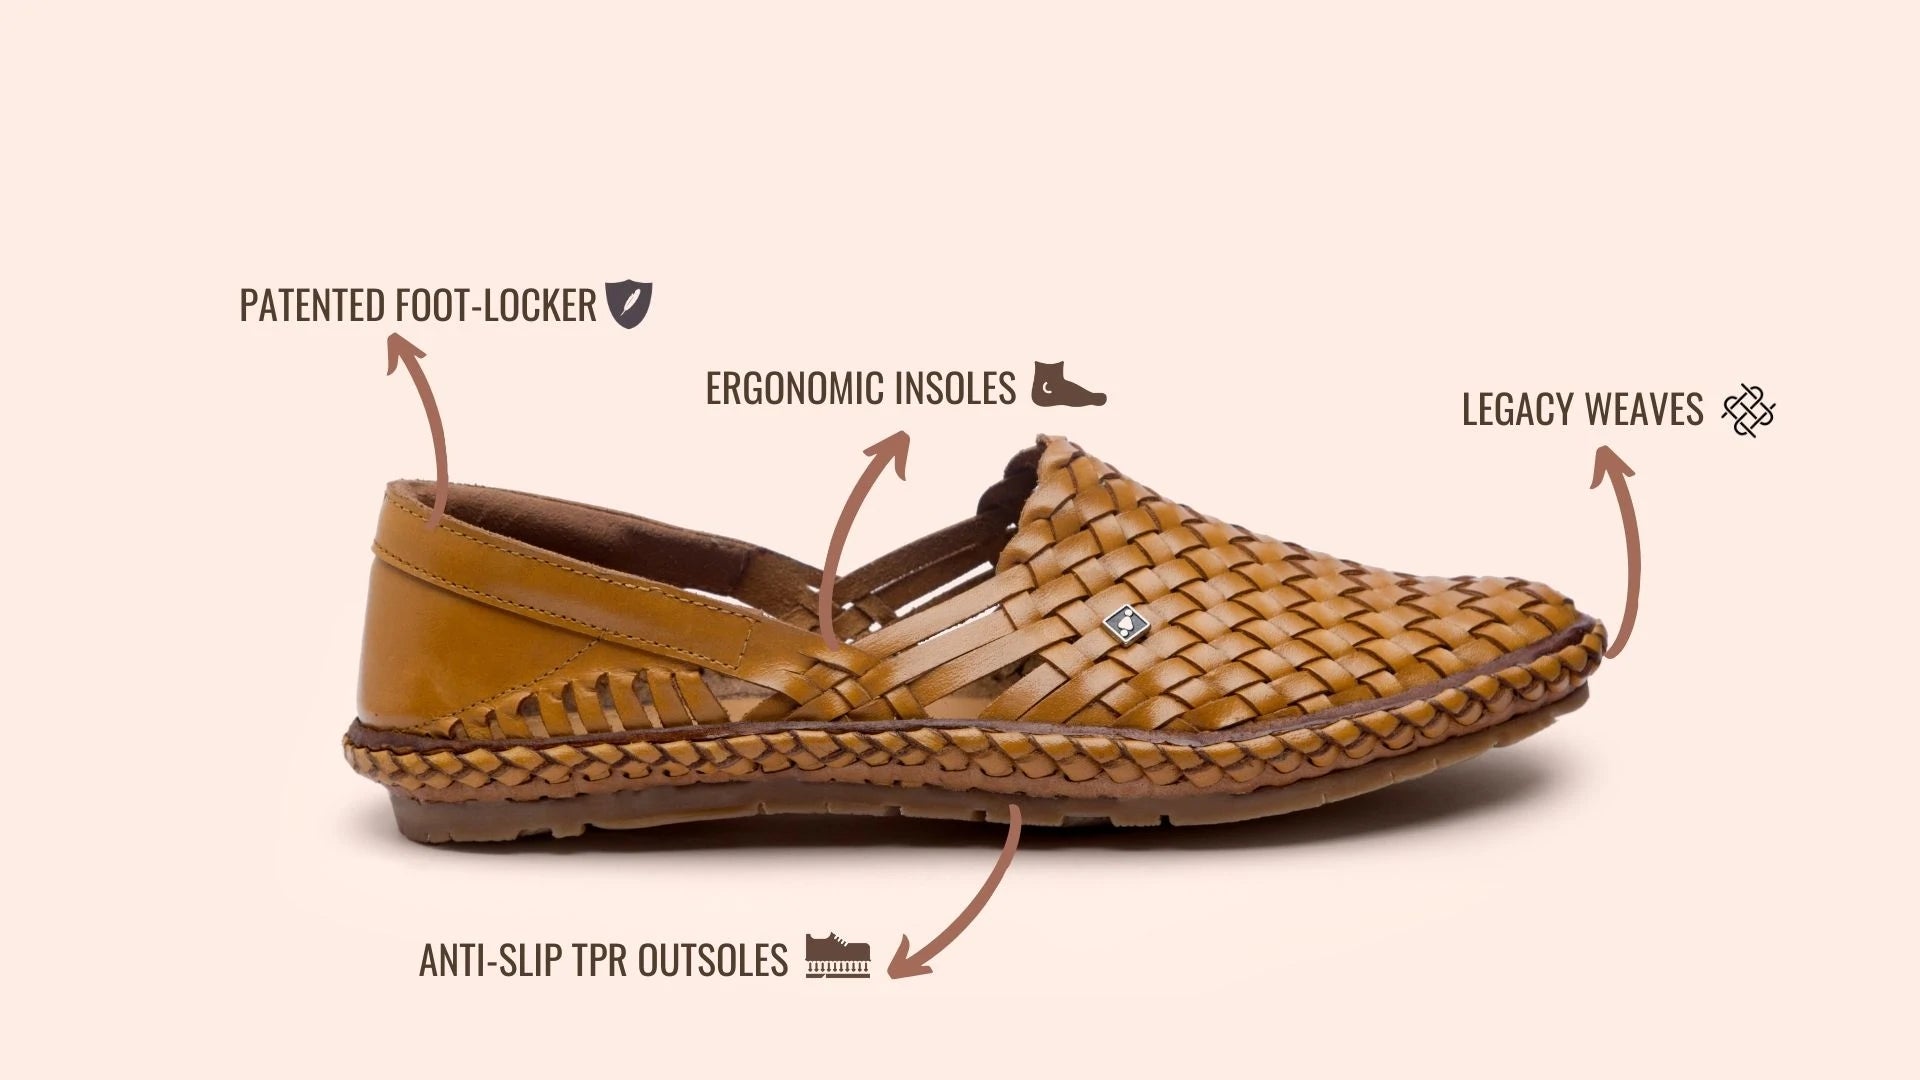 PATENTED FOOT-LOCKER
ERGONOMIC INSOLES
LEGACY WEAVES
ANTI-SLIP TPR OUTSOLES